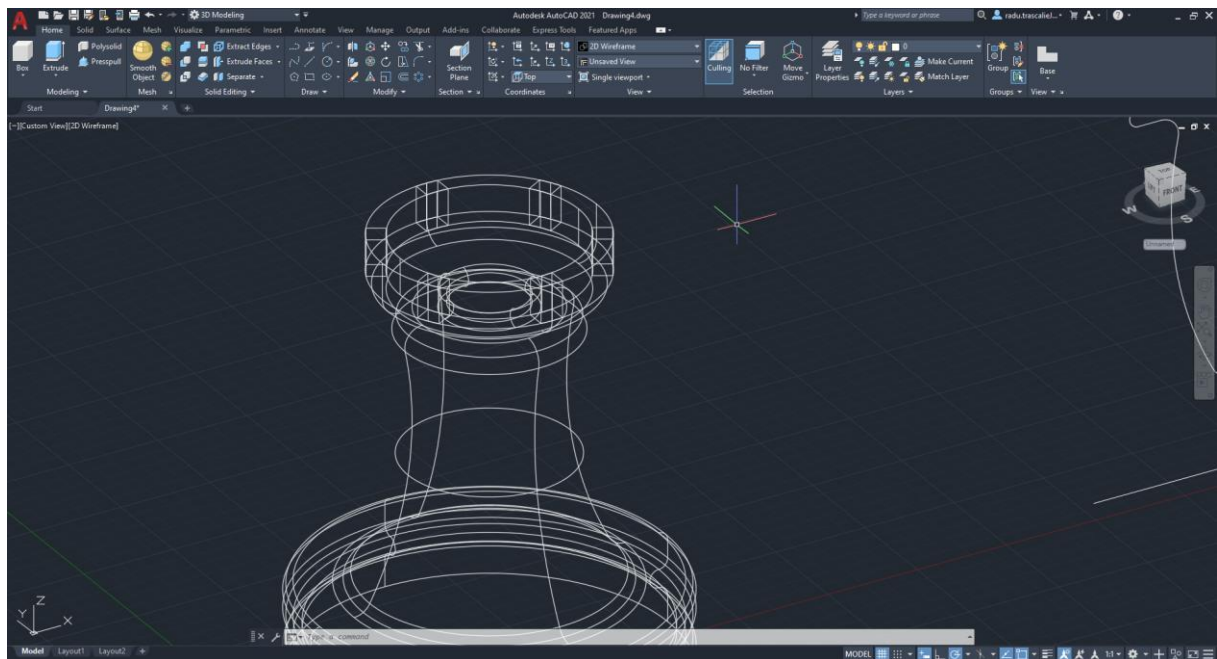 3D Modeling Autodesk AutoCAD 2021 Drawing4.dwg Type a keyword or phrase radu.trascaliel...
Home Solid Surface Mesh Visualize Parametric Insert Annotate View Manage Output Add-ins Collaborate Express Tools Featured Apps
Polysolid Extract Edges 2D Wireframe 0
Presspull Extrude Faces Unsaved View Make Current
Box Extrude Smooth Object Separate Section Plane Top Single viewport Culling No Filter Move Gizmo Layer Properties Match Layer Group Base
Modeling Mesh Solid Editing Draw Modify Section Coordinates View Selection Layers Groups View
Start Drawing4*
[-][Custom View][2D Wireframe]
TOP
FRONT
W
S
E
Unnamed
Z
Y
X
Type a command
Model Layout1 Layout2 + MODEL 1:1